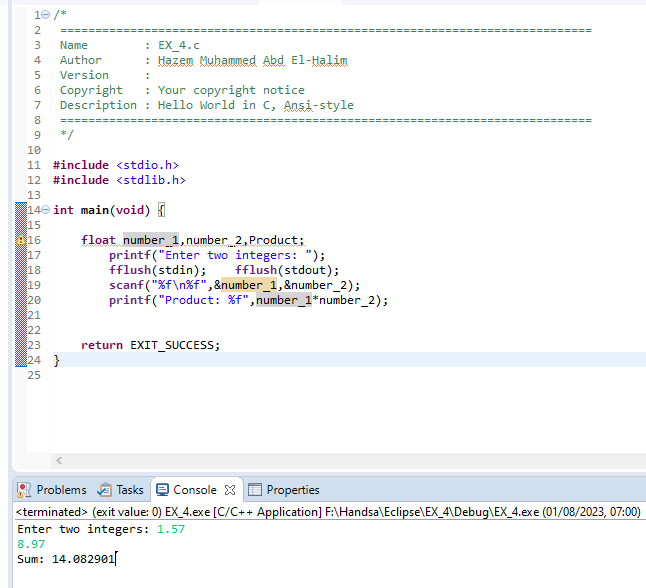 1 /*
2 ============================================================================
3 Name : EX_4.c
4 Author : Hazem Muhammed Abd El-Halim
5 Version :
6 Copyright : Your copyright notice
7 Description : Hello World in C, Ansi-style
8 ============================================================================
9 */
10
11 #include <stdio.h>
12 #include <stdlib.h>
13
14 int main(void) {
15
16 float number_1,number_2,Product;
17 printf("Enter two integers: ");
18 fflush(stdin); fflush(stdout);
19 scanf("%f\n%f",&number_1,&number_2);
20 printf("Product: %f",number_1*number_2);
21
22
23 return EXIT_SUCCESS;
24 }
25
Problems Tasks Console Properties
<terminated> (exit value: 0) EX_4.exe [C/C++ Application] F:\Handsa\Eclipse\EX_4\Debug\EX_4.exe (01/08/2023, 07:00)
Enter two integers: 1.57
8.97
Sum: 14.082901